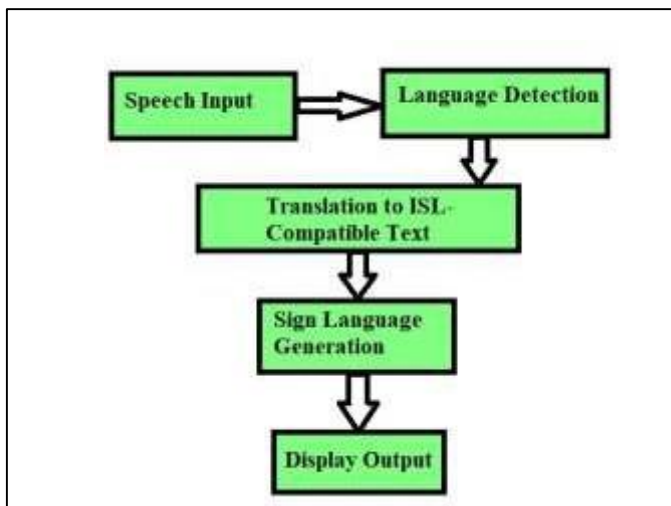 Speech Input
Language Detection
Translation to ISL-
Compatible Text
Sign Language
Generation
Display Output